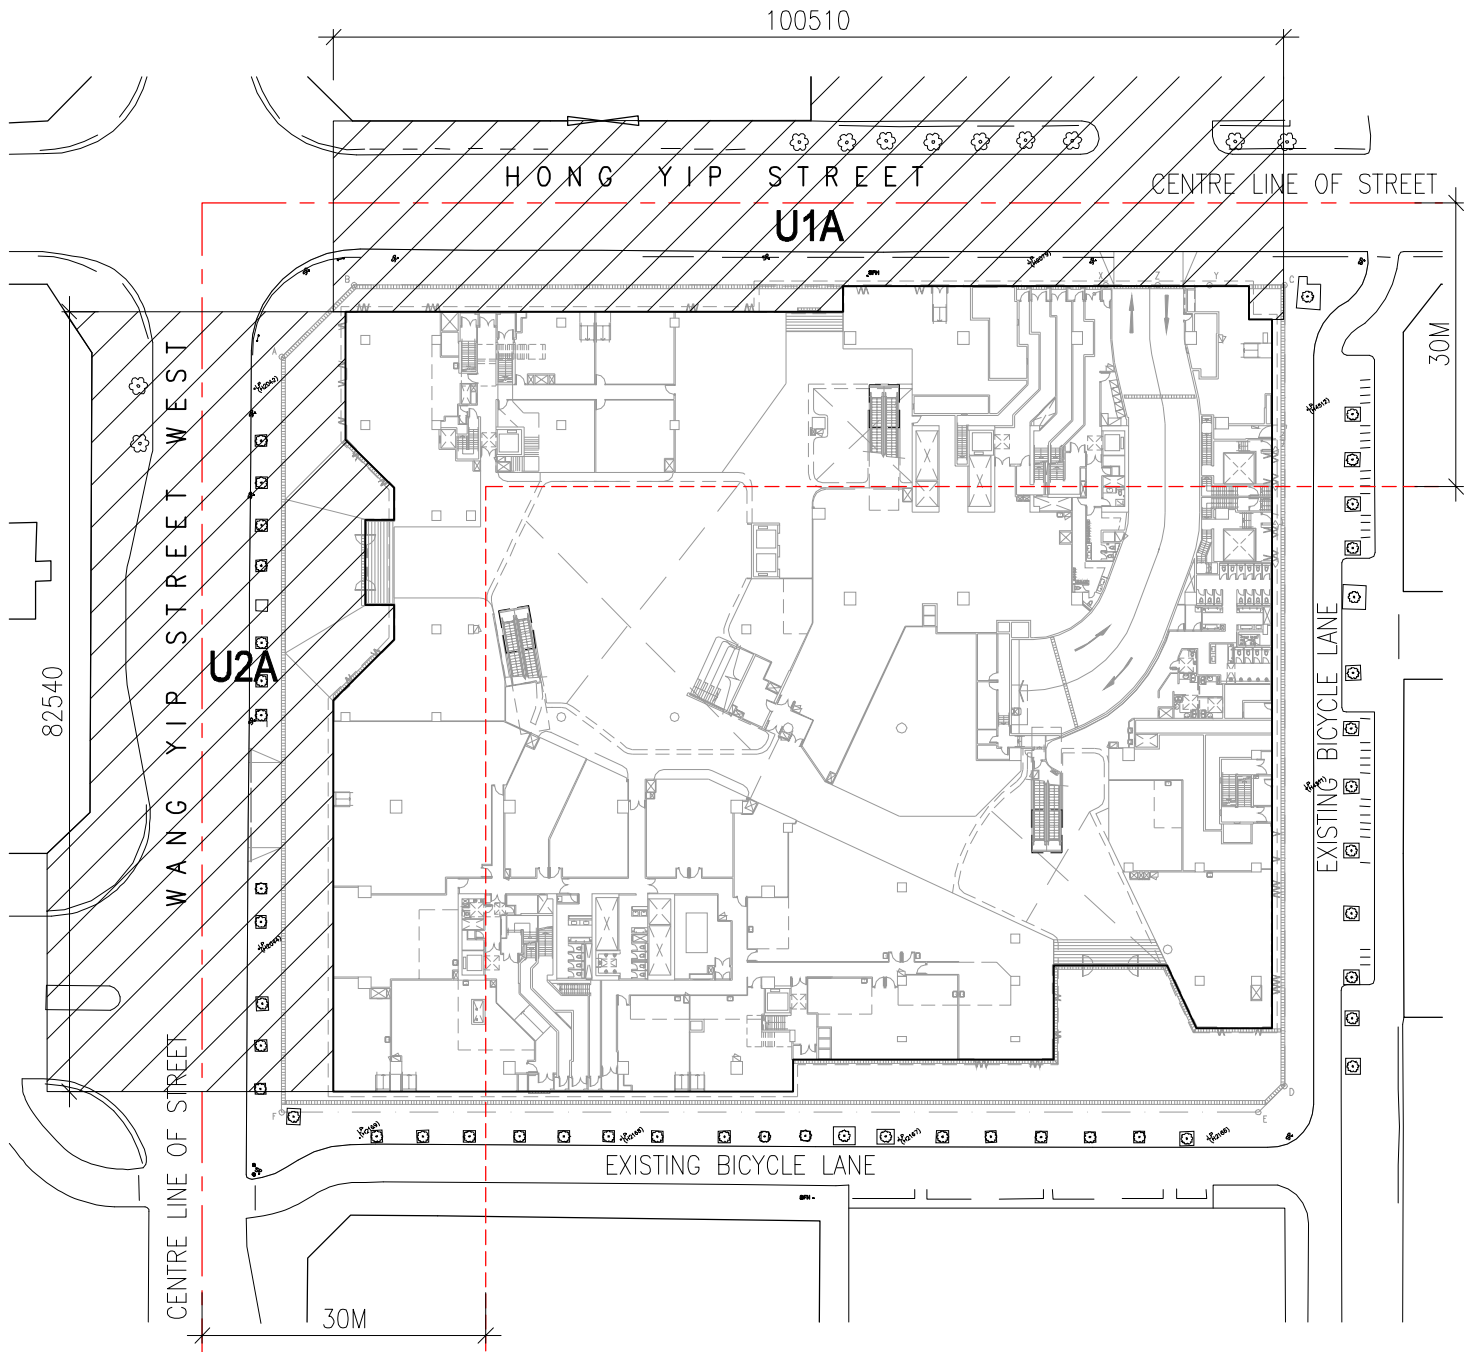 100510
HONG YIP STREET
CENTRE LINE OF STREET
U1A
B
X
Z
Y
C
A
30M
WANG YIP STREET WEST
U2A
82540
EXISTING BICYCLE LANE
D
F
E
EXISTING BICYCLE LANE
CENTRE LINE OF STREET
30M